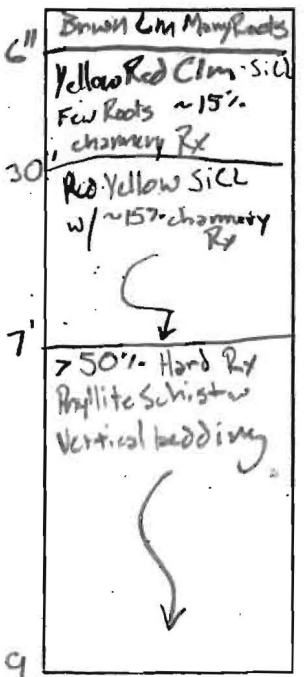 Brown Lm Many Roots
6"
Yellow Red Clm - SiCL
Few Roots ~15%
channery Rx
30"
Red-Yellow SiCL
w/ ~15% channery
Rx
7'
>50% Hard Rx
Phyllite Schist w
Vertical bedding
9